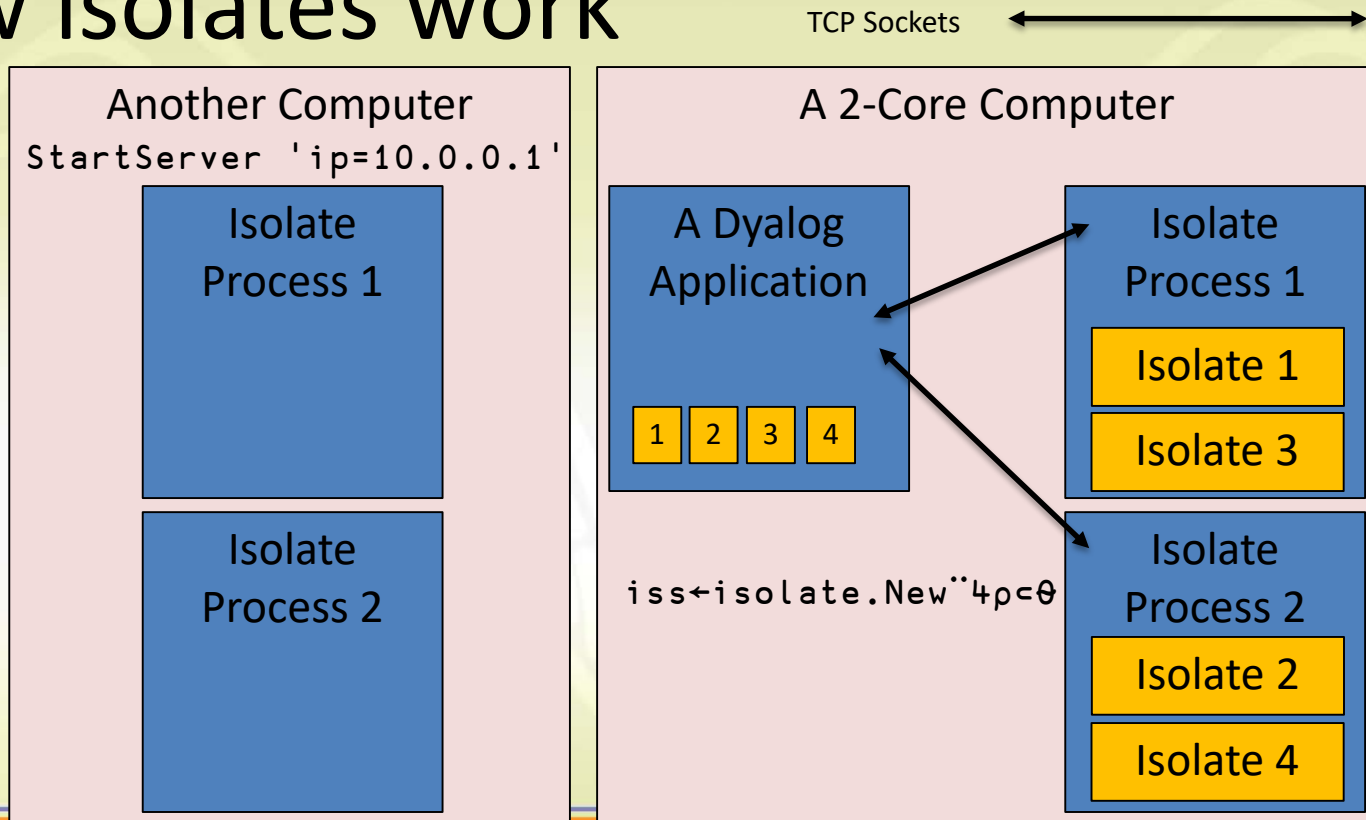 isolates work
TCP Sockets
Another Computer
StartServer 'ip=10.0.0.1'
Isolate
Process 1
Isolate
Process 2
A 2-Core Computer
A Dyalog
Application
1 2 3 4
iss←isolate.New¨4⍴⊂⍬
Isolate
Process 1
Isolate 1
Isolate 3
Isolate
Process 2
Isolate 2
Isolate 4